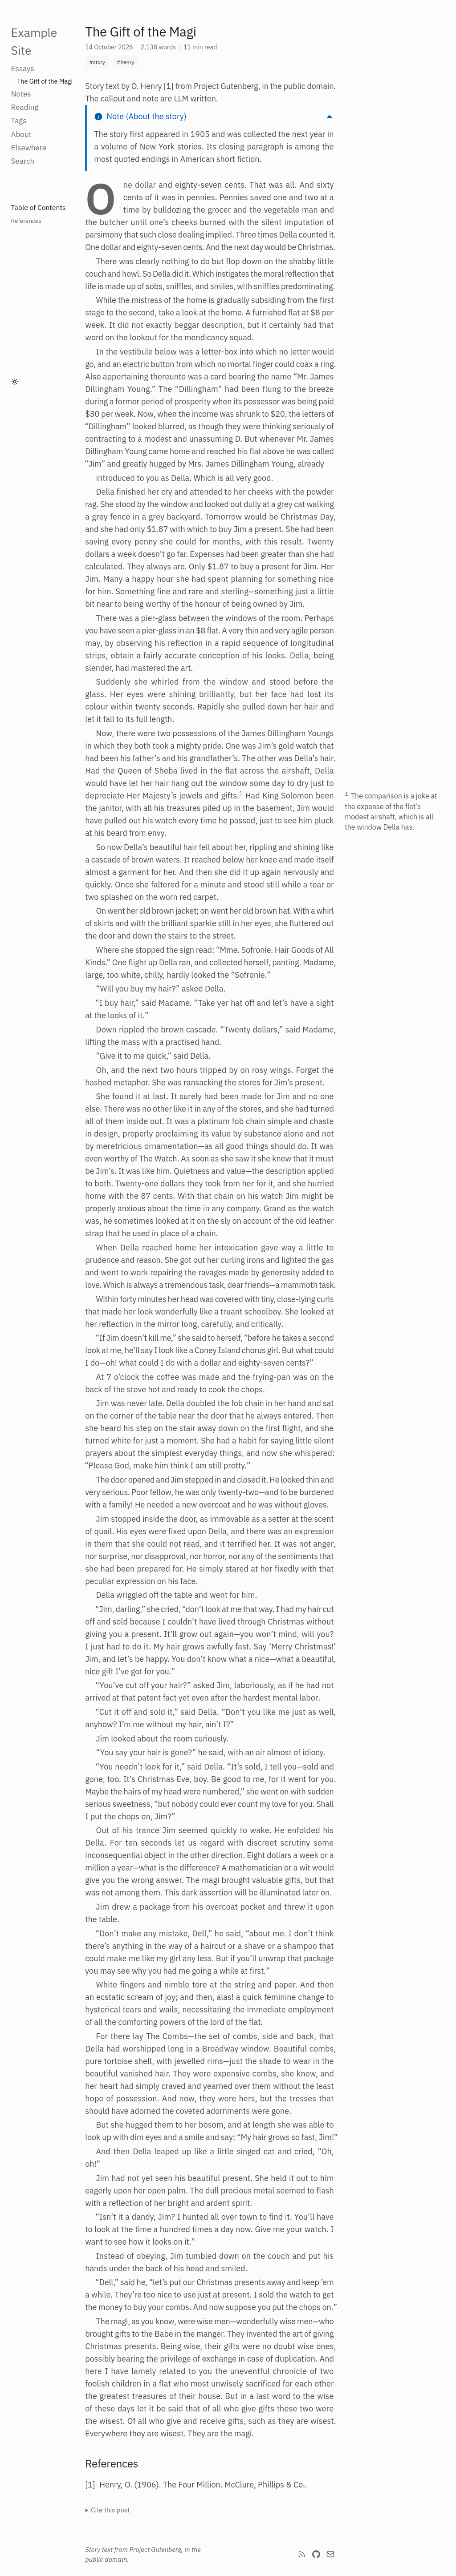 Example
Site
Essays
The Gift of the Magi
Notes
Reading
Tags
About
Elsewhere
Search
Table of Contents
References
The Gift of the Magi
14 October 2026 | 2,138 words | 11 min read
#story #henry
Story text by O. Henry [1] from Project Gutenberg, in the public domain.
The callout and note are LLM written.
Note (About the story)
The story first appeared in 1905 and was collected the next year in
a volume of New York stories. Its closing paragraph is among the
most quoted endings in American short fiction.
One dollar and eighty-seven cents. That was all. And sixty
cents of it was in pennies. Pennies saved one and two at a
time by bulldozing the grocer and the vegetable man and
the butcher until one's cheeks burned with the silent imputation of
parsimony that such close dealing implied. Three times Della counted it.
One dollar and eighty-seven cents. And the next day would be Christmas.
There was clearly nothing to do but flop down on the shabby little
couch and howl. So Della did it. Which instigates the moral reflection that
life is made up of sobs, sniffles, and smiles, with sniffles predominating.
While the mistress of the home is gradually subsiding from the first
stage to the second, take a look at the home. A furnished flat at $8 per
week. It did not exactly beggar description, but it certainly had that
word on the lookout for the mendicancy squad.
In the vestibule below was a letter-box into which no letter would
go, and an electric button from which no mortal finger could coax a ring.
Also appertaining thereunto was a card bearing the name “Mr. James
Dillingham Young.” The “Dillingham” had been flung to the breeze
during a former period of prosperity when its possessor was being paid
$30 per week. Now, when the income was shrunk to $20, the letters of
“Dillingham” looked blurred, as though they were thinking seriously of
contracting to a modest and unassuming D. But whenever Mr. James
Dillingham Young came home and reached his flat above he was called
“Jim” and greatly hugged by Mrs. James Dillingham Young, already
introduced to you as Della. Which is all very good.
Della finished her cry and attended to her cheeks with the powder
rag. She stood by the window and looked out dully at a grey cat walking
a grey fence in a grey backyard. Tomorrow would be Christmas Day,
and she had only $1.87 with which to buy Jim a present. She had been
saving every penny she could for months, with this result. Twenty
dollars a week doesn't go far. Expenses had been greater than she had
calculated. They always are. Only $1.87 to buy a present for Jim. Her
Jim. Many a happy hour she had spent planning for something nice
for him. Something fine and rare and sterling—something just a little
bit near to being worthy of the honour of being owned by Jim.
There was a pier-glass between the windows of the room. Perhaps
you have seen a pier-glass in an $8 flat. A very thin and very agile person
may, by observing his reflection in a rapid sequence of longitudinal
strips, obtain a fairly accurate conception of his looks. Della, being
slender, had mastered the art.
Suddenly she whirled from the window and stood before the
glass. Her eyes were shining brilliantly, but her face had lost its
colour within twenty seconds. Rapidly she pulled down her hair and
let it fall to its full length.
Now, there were two possessions of the James Dillingham Youngs
in which they both took a mighty pride. One was Jim's gold watch that
had been his father's and his grandfather's. The other was Della's hair.
Had the Queen of Sheba lived in the flat across the airshaft, Della
would have let her hair hang out the window some day to dry just to
depreciate Her Majesty's jewels and gifts.1 Had King Solomon been
the janitor, with all his treasures piled up in the basement, Jim would
have pulled out his watch every time he passed, just to see him pluck
at his beard from envy.
1 The comparison is a joke at
the expense of the flat's
modest airshaft, which is all
the window Della has.
So now Della's beautiful hair fell about her, rippling and shining like
a cascade of brown waters. It reached below her knee and made itself
almost a garment for her. And then she did it up again nervously and
quickly. Once she faltered for a minute and stood still while a tear or
two splashed on the worn red carpet.
On went her old brown jacket; on went her old brown hat. With a whirl
of skirts and with the brilliant sparkle still in her eyes, she fluttered out
the door and down the stairs to the street.
Where she stopped the sign read: “Mme. Sofronie. Hair Goods of All
Kinds.” One flight up Della ran, and collected herself, panting. Madame,
large, too white, chilly, hardly looked the “Sofronie.”
“Will you buy my hair?” asked Della.
“I buy hair,” said Madame. “Take yer hat off and let's have a sight
at the looks of it.”
Down rippled the brown cascade. “Twenty dollars,” said Madame,
lifting the mass with a practised hand.
“Give it to me quick,” said Della.
Oh, and the next two hours tripped by on rosy wings. Forget the
hashed metaphor. She was ransacking the stores for Jim's present.
She found it at last. It surely had been made for Jim and no one
else. There was no other like it in any of the stores, and she had turned
all of them inside out. It was a platinum fob chain simple and chaste
in design, properly proclaiming its value by substance alone and not
by meretricious ornamentation—as all good things should do. It was
even worthy of The Watch. As soon as she saw it she knew that it must
be Jim's. It was like him. Quietness and value—the description applied
to both. Twenty-one dollars they took from her for it, and she hurried
home with the 87 cents. With that chain on his watch Jim might be
properly anxious about the time in any company. Grand as the watch
was, he sometimes looked at it on the sly on account of the old leather
strap that he used in place of a chain.
When Della reached home her intoxication gave way a little to
prudence and reason. She got out her curling irons and lighted the gas
and went to work repairing the ravages made by generosity added to
love. Which is always a tremendous task, dear friends—a mammoth task.
Within forty minutes her head was covered with tiny, close-lying curls
that made her look wonderfully like a truant schoolboy. She looked at
her reflection in the mirror long, carefully, and critically.
“If Jim doesn't kill me,” she said to herself, “before he takes a second
look at me, he'll say I look like a Coney Island chorus girl. But what could
I do—oh! what could I do with a dollar and eighty-seven cents?”
At 7 o'clock the coffee was made and the frying-pan was on the
back of the stove hot and ready to cook the chops.
Jim was never late. Della doubled the fob chain in her hand and sat
on the corner of the table near the door that he always entered. Then
she heard his step on the stair away down on the first flight, and she
turned white for just a moment. She had a habit for saying little silent
prayers about the simplest everyday things, and now she whispered:
“Please God, make him think I am still pretty.”
The door opened and Jim stepped in and closed it. He looked thin and
very serious. Poor fellow, he was only twenty-two—and to be burdened
with a family! He needed a new overcoat and he was without gloves.
Jim stopped inside the door, as immovable as a setter at the scent
of quail. His eyes were fixed upon Della, and there was an expression
in them that she could not read, and it terrified her. It was not anger,
nor surprise, nor disapproval, nor horror, nor any of the sentiments that
she had been prepared for. He simply stared at her fixedly with that
peculiar expression on his face.
Della wriggled off the table and went for him.
“Jim, darling,” she cried, “don't look at me that way. I had my hair cut
off and sold because I couldn't have lived through Christmas without
giving you a present. It'll grow out again—you won't mind, will you?
I just had to do it. My hair grows awfully fast. Say ‘Merry Christmas!’
Jim, and let's be happy. You don't know what a nice—what a beautiful,
nice gift I've got for you.”
“You've cut off your hair?” asked Jim, laboriously, as if he had not
arrived at that patent fact yet even after the hardest mental labor.
“Cut it off and sold it,” said Della. “Don't you like me just as well,
anyhow? I'm me without my hair, ain't I?”
Jim looked about the room curiously.
“You say your hair is gone?” he said, with an air almost of idiocy.
“You needn't look for it,” said Della. “It's sold, I tell you—sold and
gone, too. It's Christmas Eve, boy. Be good to me, for it went for you.
Maybe the hairs of my head were numbered,” she went on with sudden
serious sweetness, “but nobody could ever count my love for you. Shall
I put the chops on, Jim?”
Out of his trance Jim seemed quickly to wake. He enfolded his
Della. For ten seconds let us regard with discreet scrutiny some
inconsequential object in the other direction. Eight dollars a week or a
million a year—what is the difference? A mathematician or a wit would
give you the wrong answer. The magi brought valuable gifts, but that
was not among them. This dark assertion will be illuminated later on.
Jim drew a package from his overcoat pocket and threw it upon
the table.
“Don't make any mistake, Dell,” he said, “about me. I don't think
there's anything in the way of a haircut or a shave or a shampoo that
could make me like my girl any less. But if you'll unwrap that package
you may see why you had me going a while at first.”
White fingers and nimble tore at the string and paper. And then
an ecstatic scream of joy; and then, alas! a quick feminine change to
hysterical tears and wails, necessitating the immediate employment
of all the comforting powers of the lord of the flat.
For there lay The Combs—the set of combs, side and back, that
Della had worshipped long in a Broadway window. Beautiful combs,
pure tortoise shell, with jewelled rims—just the shade to wear in the
beautiful vanished hair. They were expensive combs, she knew, and
her heart had simply craved and yearned over them without the least
hope of possession. And now, they were hers, but the tresses that
should have adorned the coveted adornments were gone.
But she hugged them to her bosom, and at length she was able to
look up with dim eyes and a smile and say: “My hair grows so fast, Jim!”
And then Della leaped up like a little singed cat and cried, “Oh,
oh!”
Jim had not yet seen his beautiful present. She held it out to him
eagerly upon her open palm. The dull precious metal seemed to flash
with a reflection of her bright and ardent spirit.
“Isn't it a dandy, Jim? I hunted all over town to find it. You'll have
to look at the time a hundred times a day now. Give me your watch. I
want to see how it looks on it.”
Instead of obeying, Jim tumbled down on the couch and put his
hands under the back of his head and smiled.
“Dell,” said he, “let's put our Christmas presents away and keep 'em
a while. They're too nice to use just at present. I sold the watch to get
the money to buy your combs. And now suppose you put the chops on.”
The magi, as you know, were wise men—wonderfully wise men—who
brought gifts to the Babe in the manger. They invented the art of giving
Christmas presents. Being wise, their gifts were no doubt wise ones,
possibly bearing the privilege of exchange in case of duplication. And
here I have lamely related to you the uneventful chronicle of two
foolish children in a flat who most unwisely sacrificed for each other
the greatest treasures of their house. But in a last word to the wise
of these days let it be said that of all who give gifts these two were
the wisest. Of all who give and receive gifts, such as they are wisest.
Everywhere they are wisest. They are the magi.
References
[1] Henry, O. (1906). The Four Million. McClure, Phillips & Co..
Cite this post
Story text from Project Gutenberg, in the
public domain.